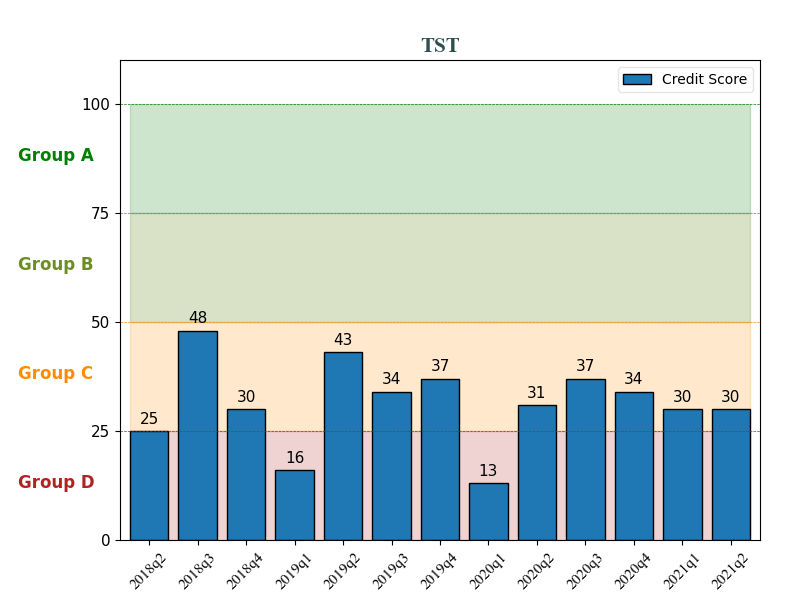 TST
Credit Score
100
Group A
75
Group B
50
Group C
25
Group D
0
25
48
30
16
43
34
37
13
31
37
34
30
30
2018q2
2018q3
2018q4
2019q1
2019q2
2019q3
2019q4
2020q1
2020q2
2020q3
2020q4
2021q1
2021q2